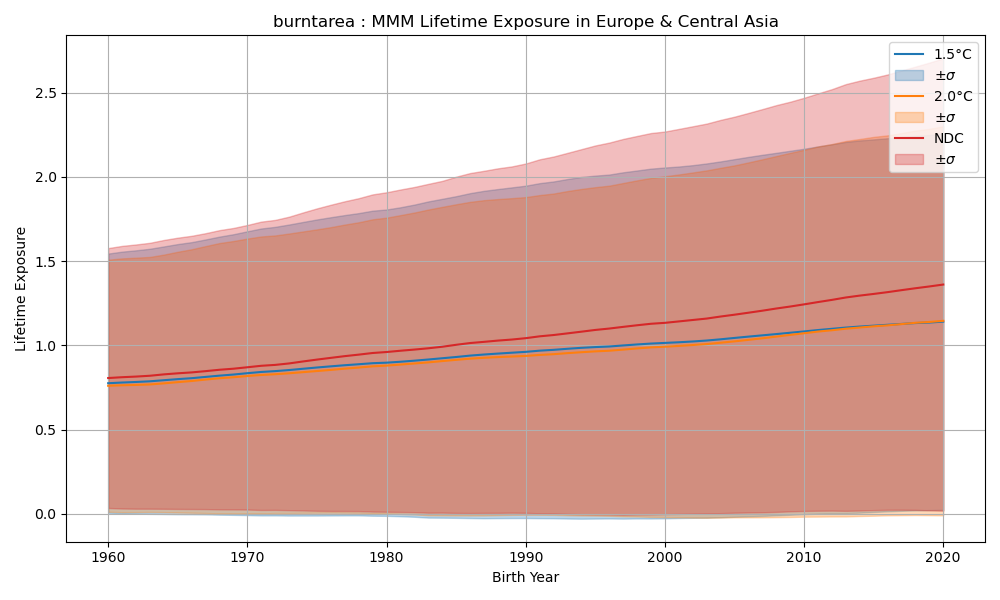 burntarea : MMM Lifetime Exposure in Europe & Central Asia
Lifetime Exposure
2.5
2.0
1.5
1.0
0.5
0.0
1960
1970
1980
1990
2000
2010
2020
Birth Year
1.5°C
±σ
2.0°C
±σ
NDC
±σ